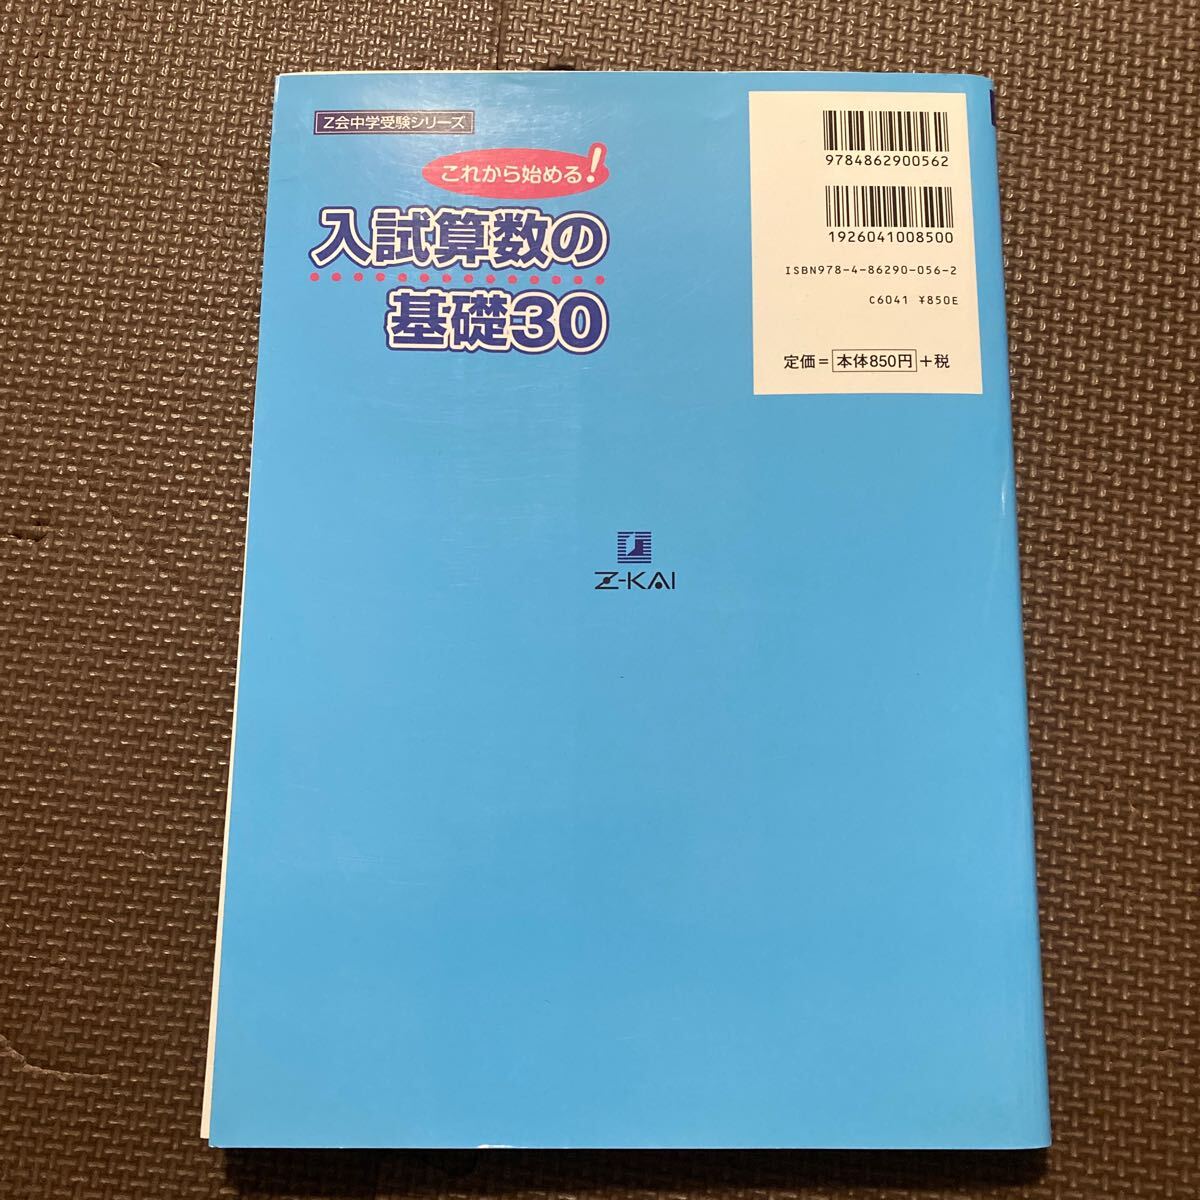 Z会中学受験シリーズ
これから始める!
入試算数の
基礎30
9784862900562
1926041008500
ISBN978-4-86290-056-2
C6041 ¥850E
定価=本体850円+税
Z-KAI